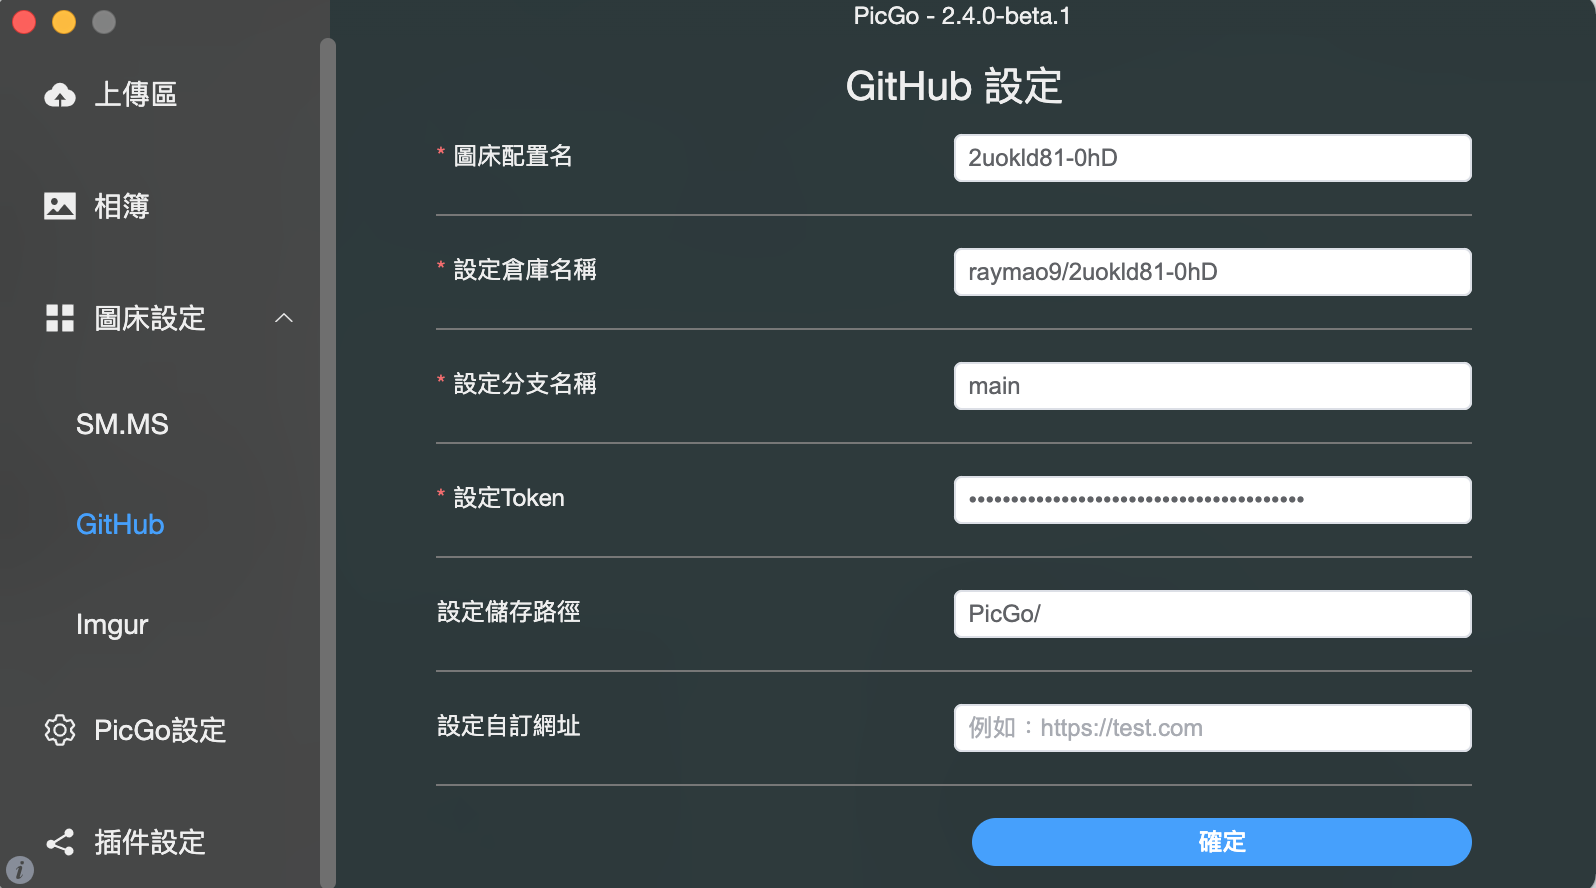 PicGo - 2.4.0-beta.1
上傳區
相簿
圖床設定
SM.MS
GitHub
Imgur
PicGo設定
插件設定
GitHub 設定
* 圖床配置名
2uokld81-0hD
* 設定倉庫名稱
raymao9/2uokld81-0hD
* 設定分支名稱
main
* 設定Token
••••••••••••••••••••••••••••••••••••••••
設定儲存路徑
PicGo/
設定自訂網址
例如：https://test.com
確定